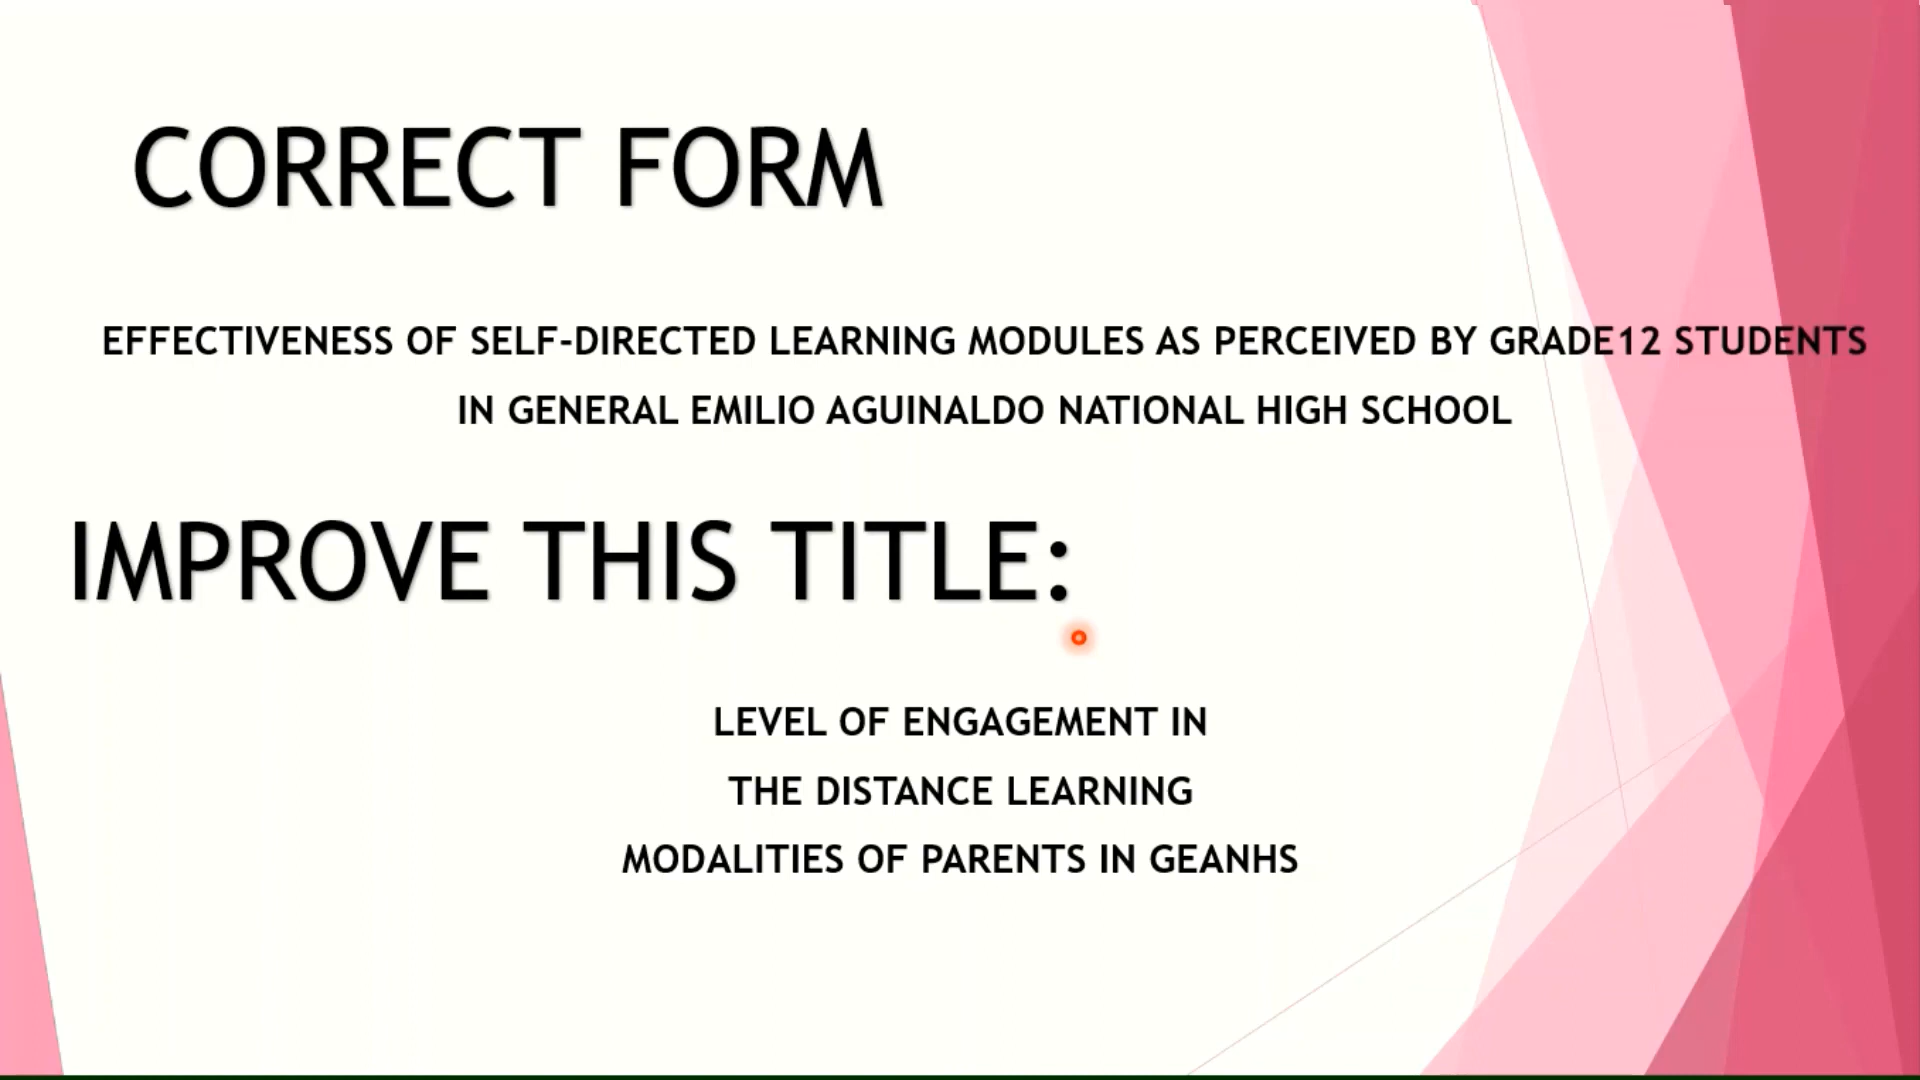 CORRECT FORM
EFFECTIVENESS OF SELF-DIRECTED LEARNING MODULES AS PERCEIVED BY GRADE12 STUDENTS
IN GENERAL EMILIO AGUINALDO NATIONAL HIGH SCHOOL
IMPROVE THIS TITLE:
LEVEL OF ENGAGEMENT IN
THE DISTANCE LEARNING
MODALITIES OF PARENTS IN GEANHS